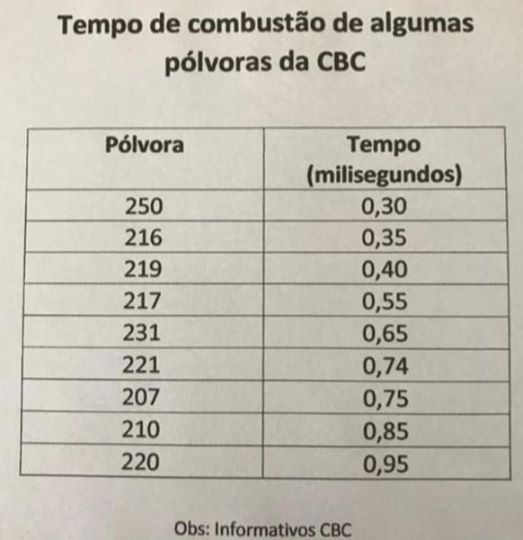 Tempo de combustão de algumas
pólvoras da CBC
Pólvora Tempo
(milisegundos)
250 0,30
216 0,35
219 0,40
217 0,55
231 0,65
221 0,74
207 0,75
210 0,85
220 0,95
Obs: Informativos CBC